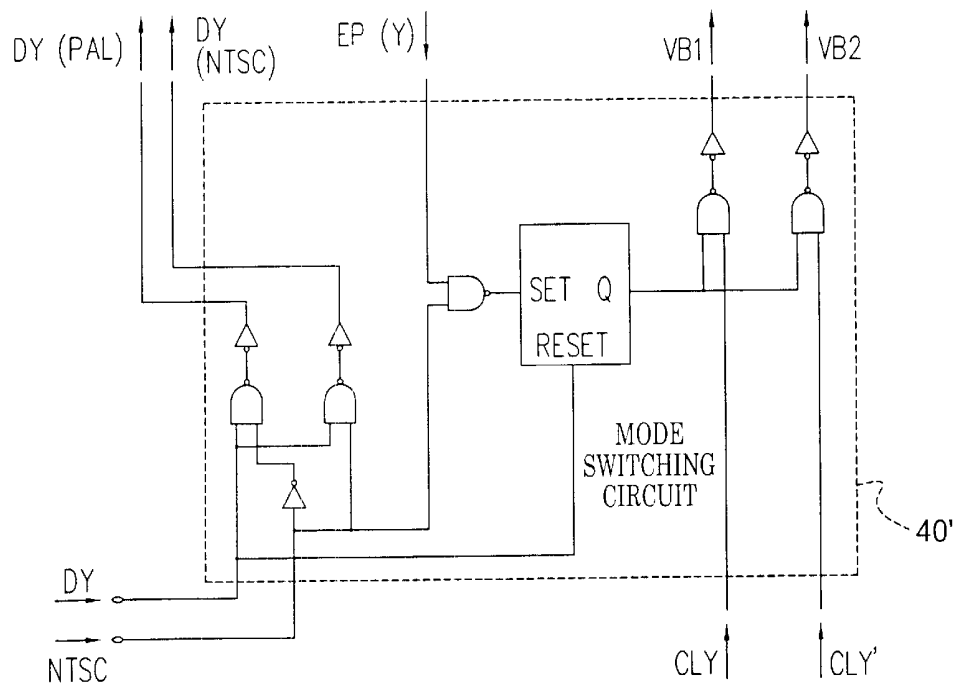 DY (PAL)
DY
(NTSC)
EP (Y)
VB1
VB2
SET Q
RESET
MODE
SWITCHING
CIRCUIT
40'
DY
NTSC
CLY
CLY'